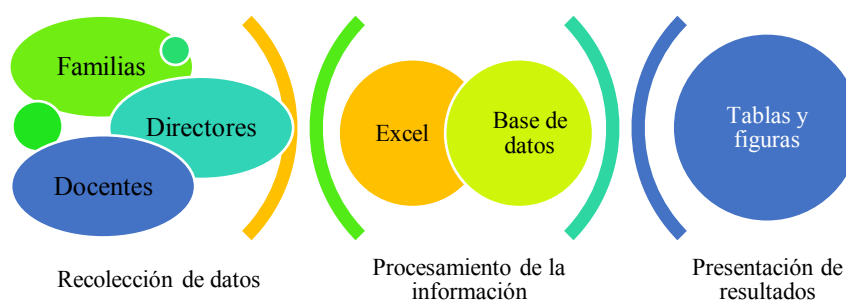 Familias
Directores
Docentes
Excel
Base de
datos
Tablas y
figuras
Recolección de datos
Procesamiento de la
información
Presentación de
resultados